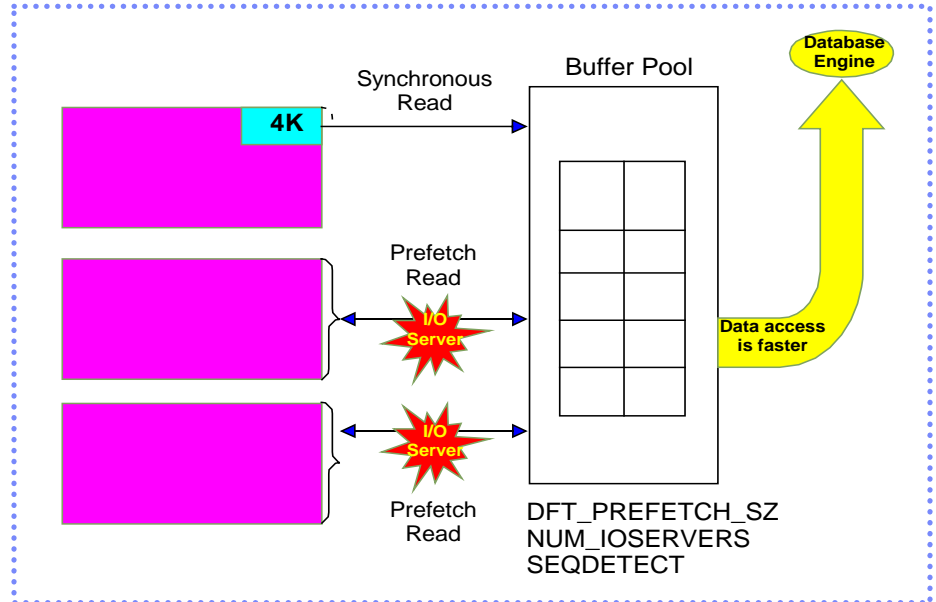 Database
Engine
Synchronous
Read
Buffer Pool
4K
Prefetch
Read
I/O
Server
Data access
is faster
I/O
Server
Prefetch
Read
DFT_PREFETCH_SZ
NUM_IOSERVERS
SEQDETECT